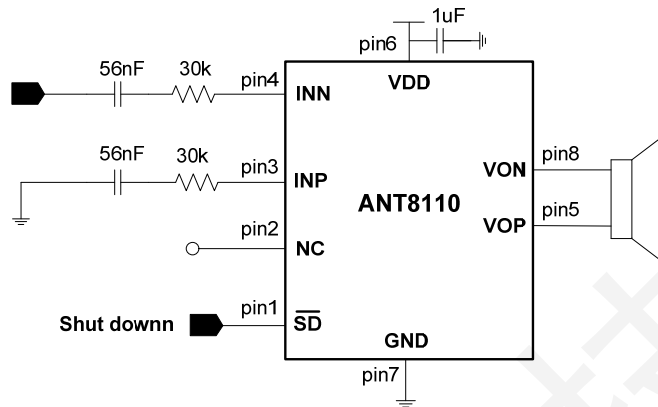 1uF
pin6
VDD
56nF 30k pin4
INN
56nF 30k pin3
INP
VON pin8
ANT8110
VOP pin5
pin2
NC
pin1
Shut downn
SD
GND
pin7